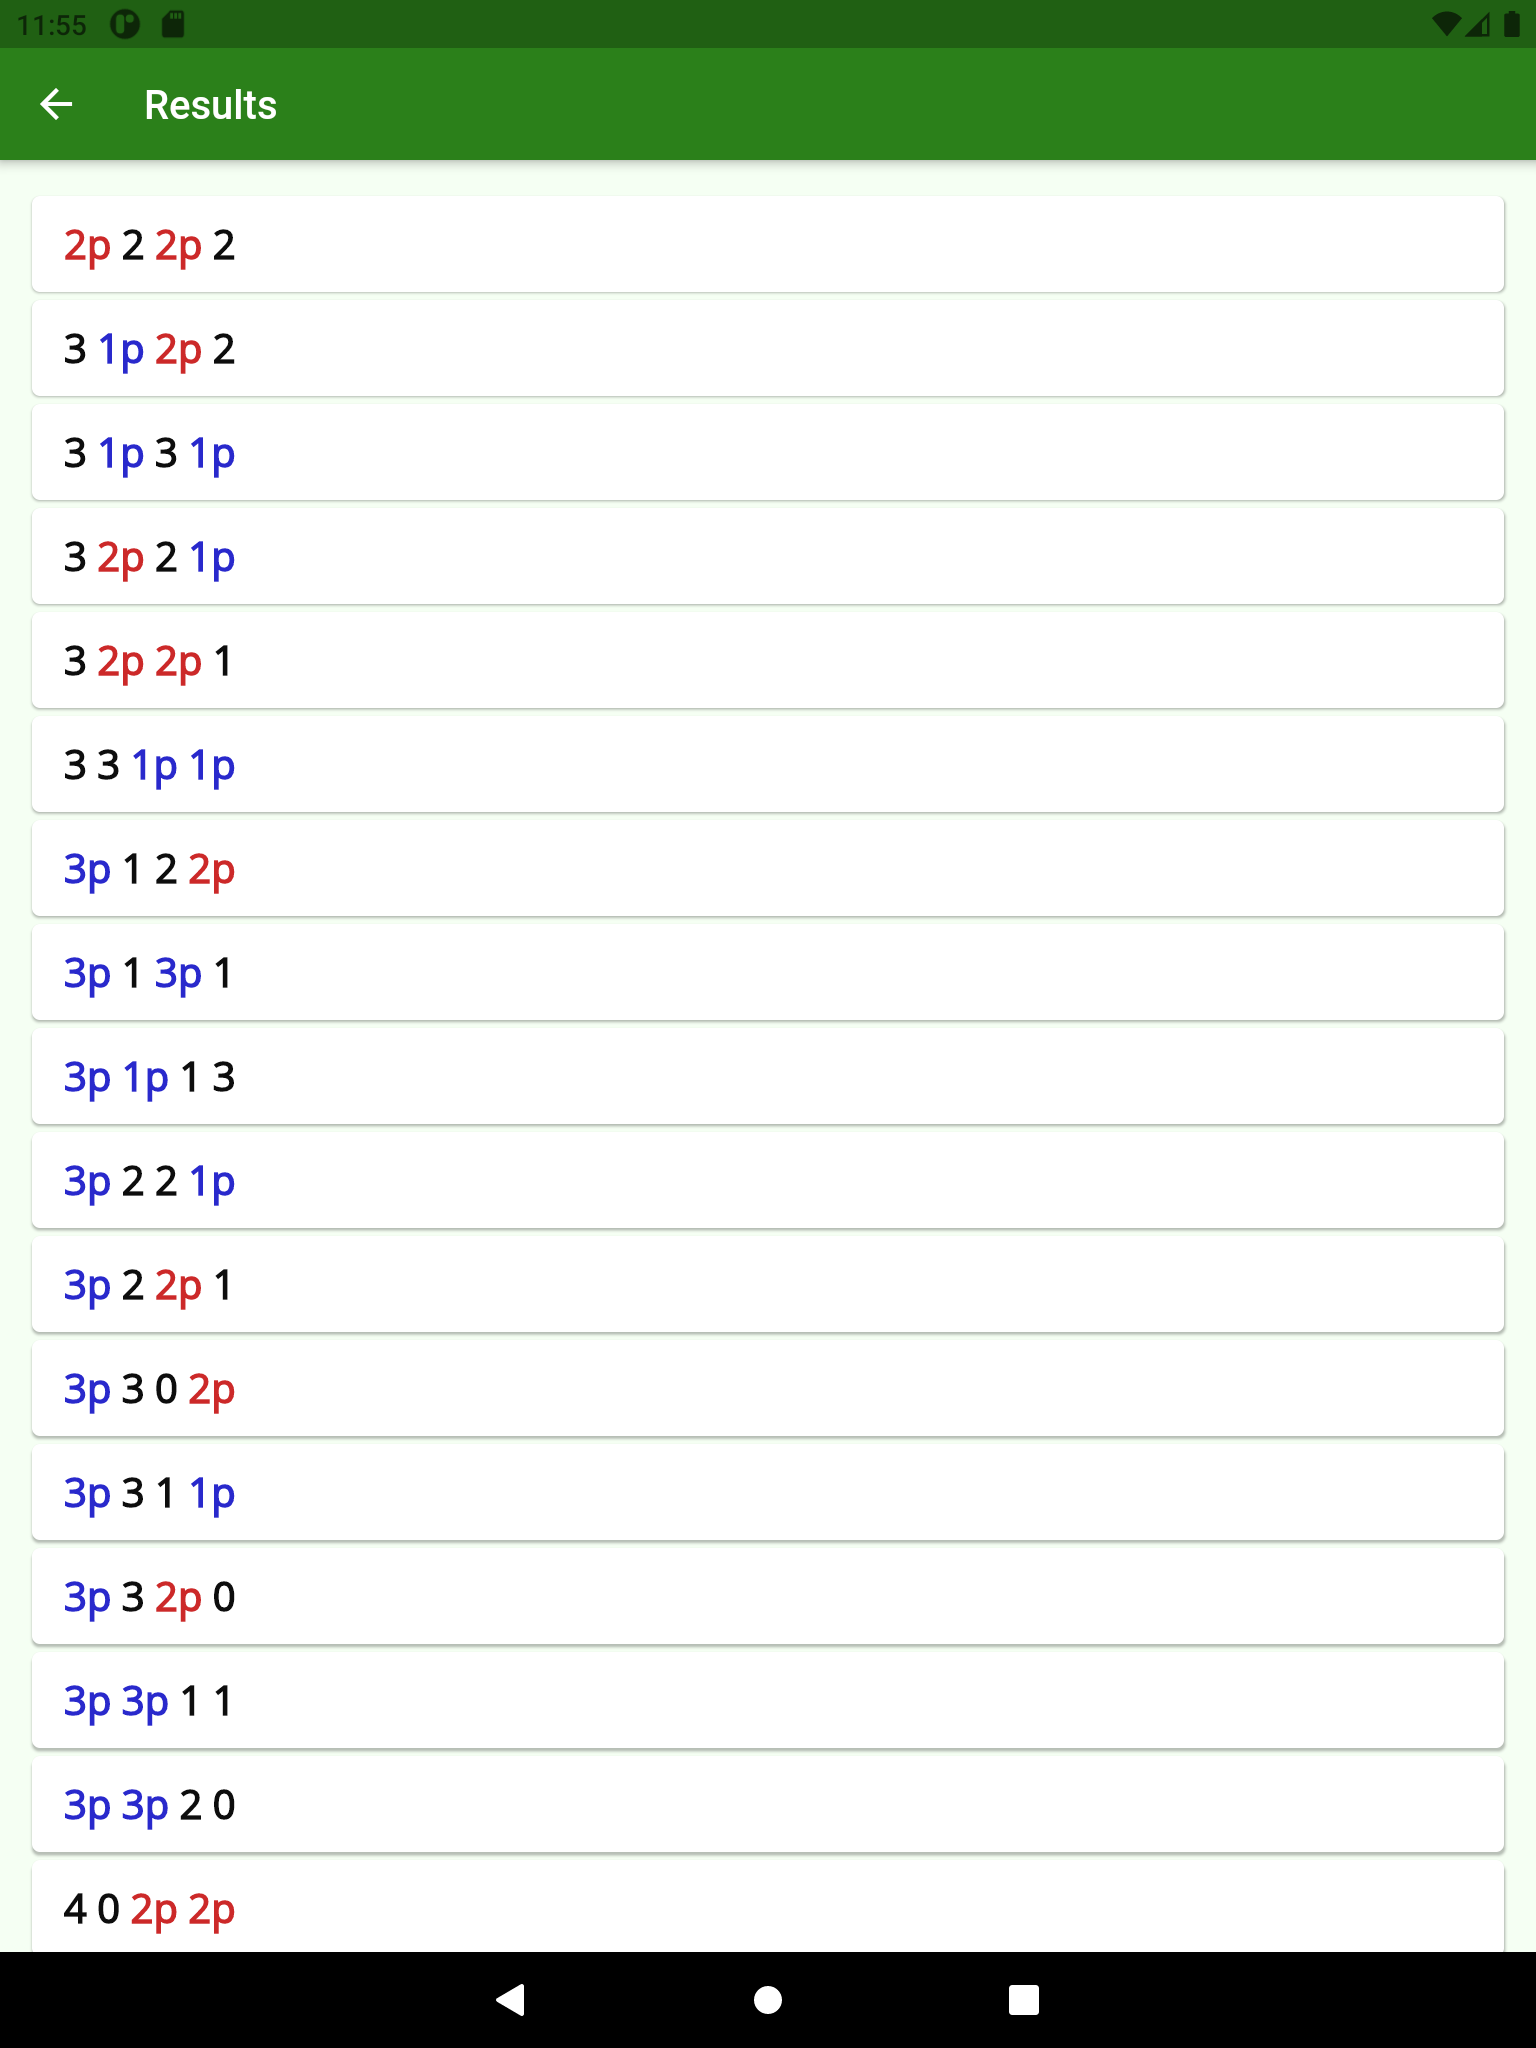 11:55
Results
2p 2 2p 2
3 1p 2p 2
3 1p 3 1p
3 2p 2 1p
3 2p 2p 1
3 3 1p 1p
3p 1 2 2p
3p 1 3p 1
3p 1p 1 3
3p 2 2 1p
3p 2 2p 1
3p 3 0 2p
3p 3 1 1p
3p 3 2p 0
3p 3p 1 1
3p 3p 2 0
4 0 2p 2p